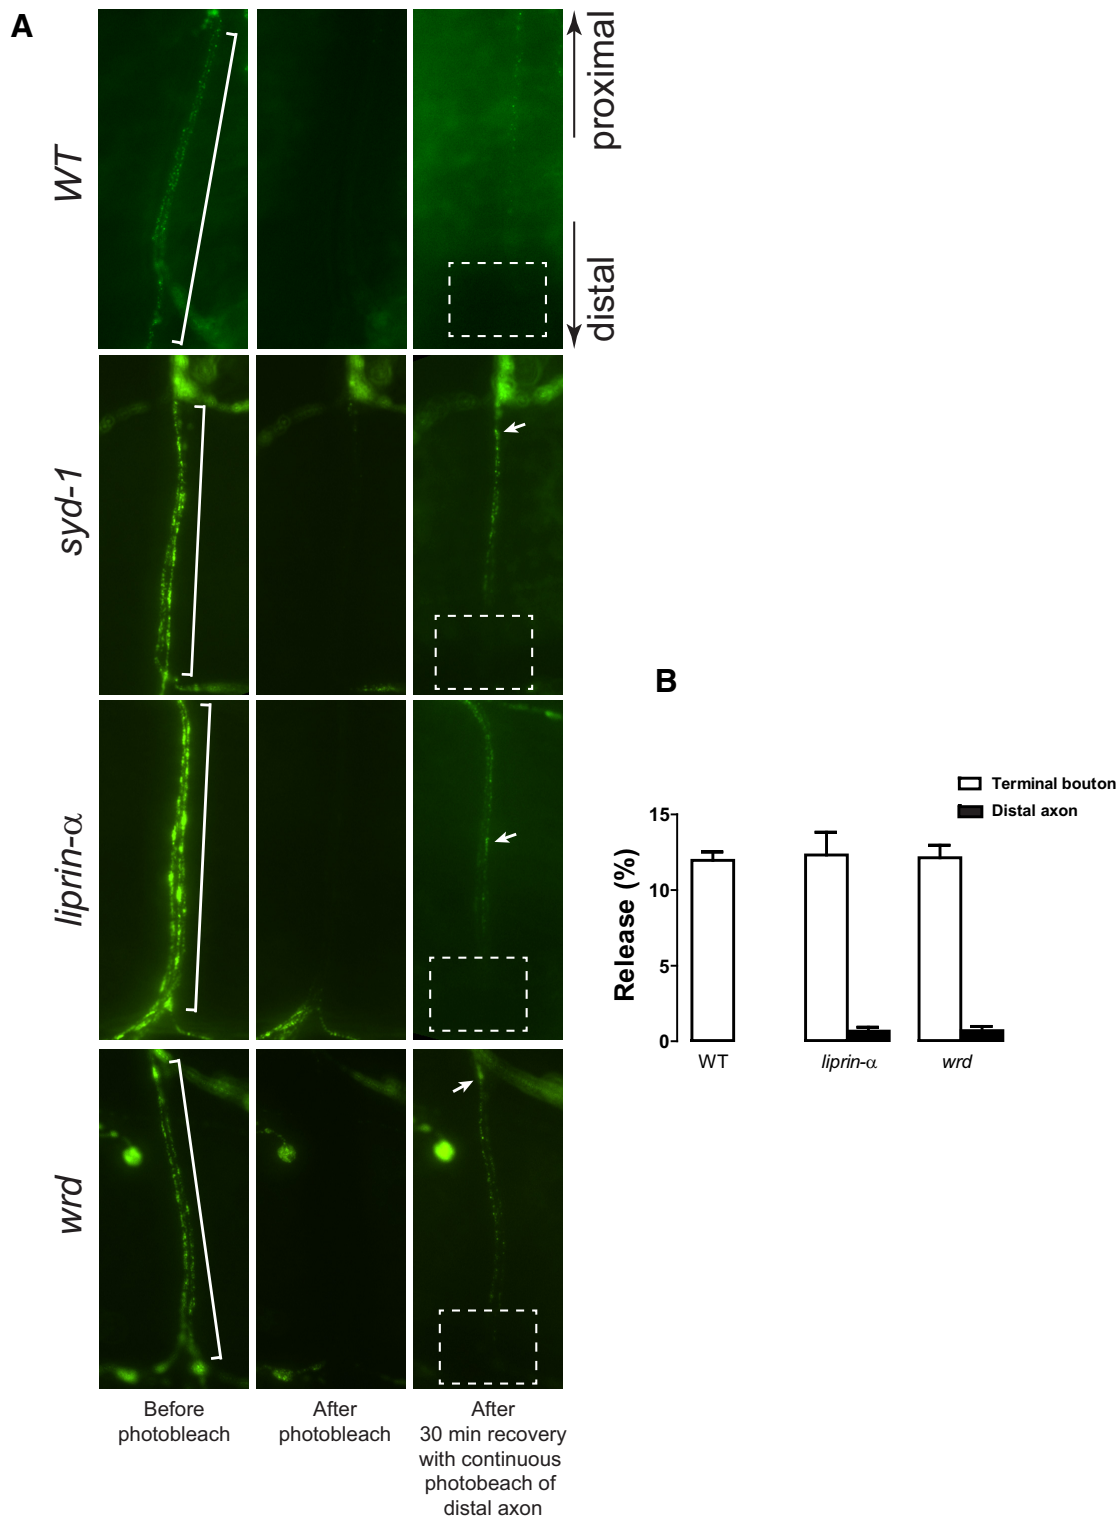 A
WT
proximal
distal
syd-1
liprin-α
wrd
Before
photobleach
After
photobleach
After
30 min recovery
with continuous
photobeach of
distal axon
B
Terminal bouton
Distal axon
Release (%)
15
10
5
0
WT
liprin-α
wrd